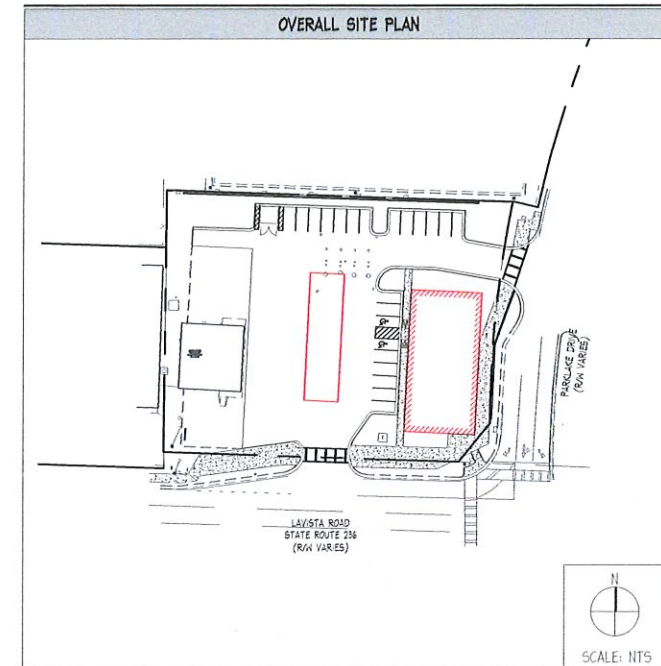 OVERALL SITE PLAN
PARKLAKE DRIVE
(R/W VARIES)
LAVISTA ROAD
STATE ROUTE 236
(R/W VARIES)
N
SCALE: NTS